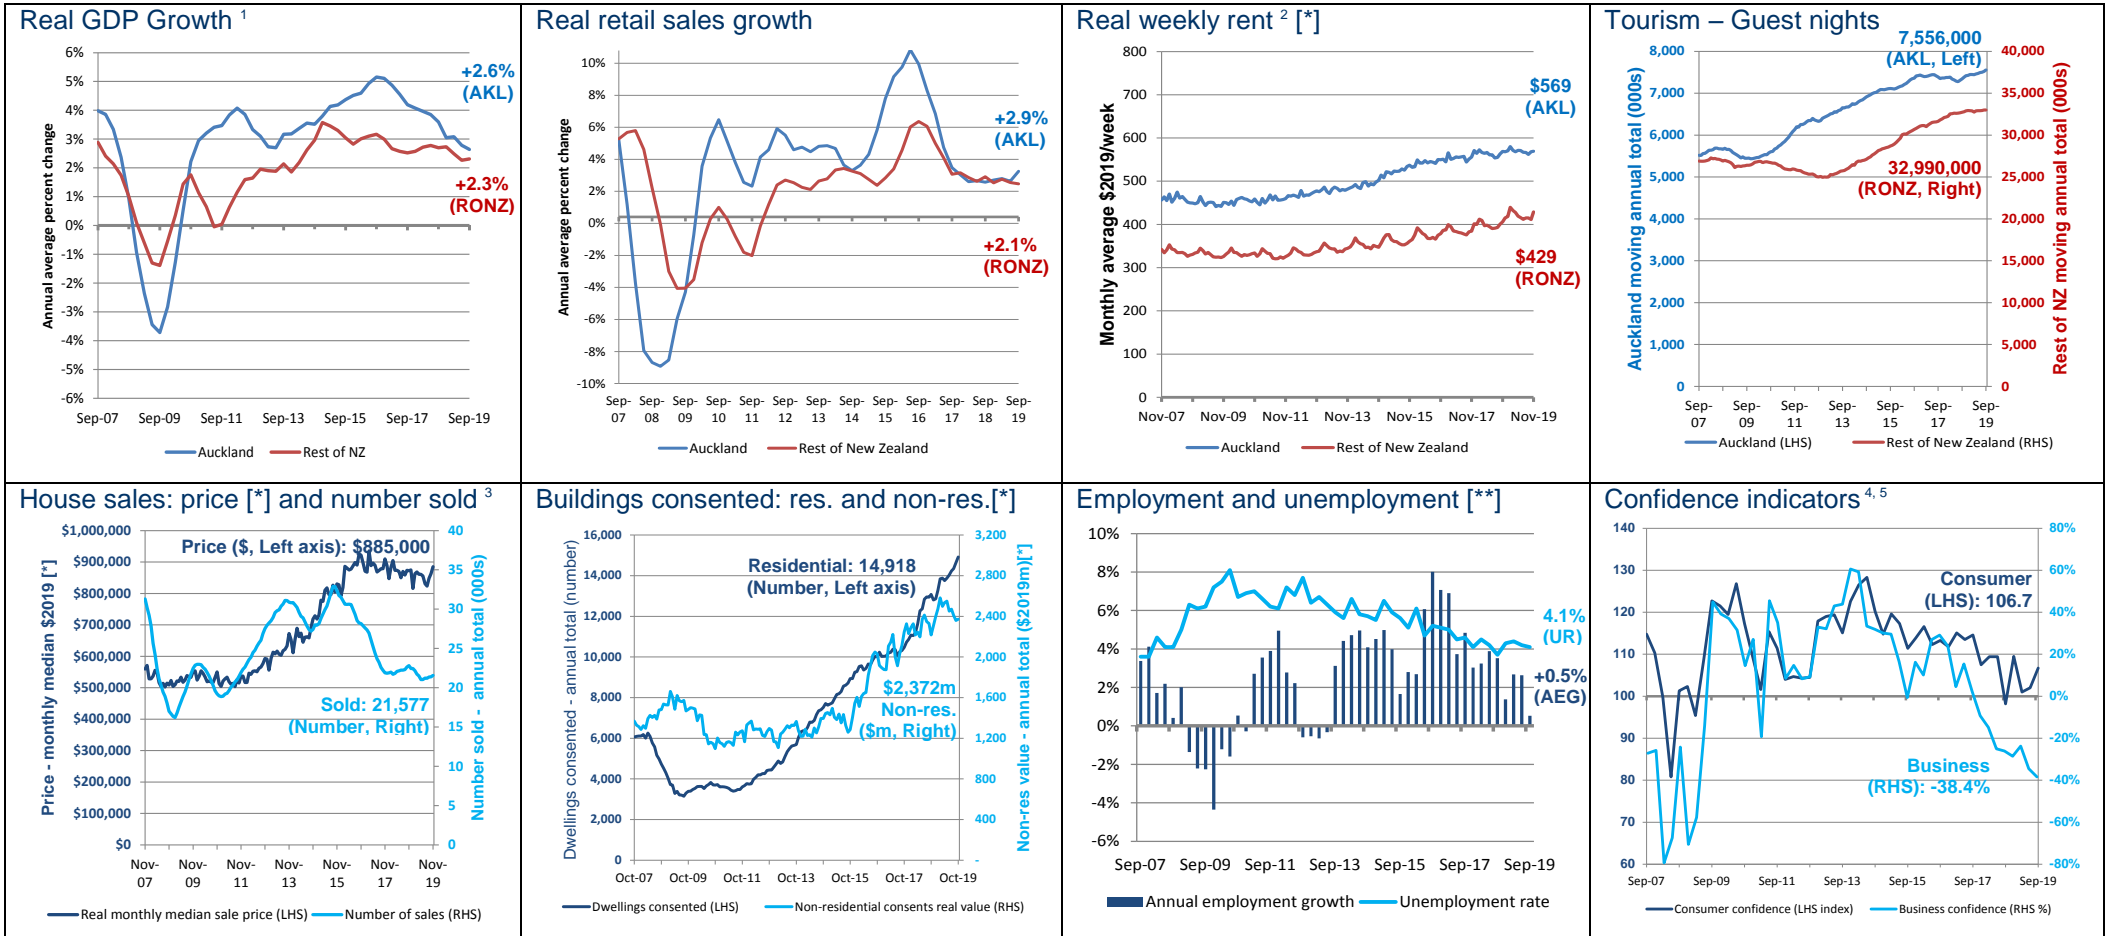 Real GDP Growth 1
6%
5%
4%
3%
2%
1%
0%
-1%
-2%
-3%
-4%
-5%
-6%
Annual average percent change
+2.6%
(AKL)
+2.3%
(RONZ)
Sep-07 Sep-09 Sep-11 Sep-13 Sep-15 Sep-17 Sep-19
Auckland Rest of NZ
Real retail sales growth
10%
8%
6%
4%
2%
0%
-2%
-4%
-6%
-8%
-10%
Annual average percent change
+2.9%
(AKL)
+2.1%
(RONZ)
Sep- Sep- Sep- Sep- Sep- Sep- Sep- Sep- Sep- Sep- Sep- Sep- Sep-
07 08 09 10 11 12 13 14 15 16 17 18 19
Auckland Rest of New Zealand
Real weekly rent 2 [*]
800
700
600
500
400
300
200
100
0
Monthly average $2019/week
$569
(AKL)
$429
(RONZ)
Nov-07 Nov-09 Nov-11 Nov-13 Nov-15 Nov-17 Nov-19
Auckland Rest of New Zealand
Tourism – Guest nights
7,556,000
(AKL, Left)
8,000
7,000
6,000
5,000
4,000
3,000
2,000
1,000
0
Auckland moving annual total (000s)
32,990,000
(RONZ, Right)
40,000
35,000
30,000
25,000
20,000
15,000
10,000
5,000
0
Rest of NZ moving annual total (000s)
Sep- Sep- Sep- Sep- Sep- Sep- Sep-
07 09 11 13 15 17 19
Auckland (LHS) Rest of New Zealand (RHS)
House sales: price [*] and number sold 3
$1,000,000
$900,000
$800,000
$700,000
$600,000
$500,000
$400,000
$300,000
$200,000
$100,000
$0
Price - monthly median $2019 [*]
Price ($, Left axis): $885,000
Sold: 21,577
(Number, Right)
40
35
30
25
20
15
10
5
0
Number sold - annual total (000s)
Nov- Nov- Nov- Nov- Nov- Nov- Nov-
07 09 11 13 15 17 19
Real monthly median sale price (LHS) Number of sales (RHS)
Buildings consented: res. and non-res.[*]
16,000
14,000
12,000
10,000
8,000
6,000
4,000
2,000
0
Dwellings consented - annual total (number)
Residential: 14,918
(Number, Left axis)
$2,372m
Non-res.
($m, Right)
3,200
2,800
2,400
2,000
1,600
1,200
800
400
-
Non-res value - annual total ($2019m)[*]
Oct-07 Oct-09 Oct-11 Oct-13 Oct-15 Oct-17 Oct-19
Dwellings consented (LHS) Non-residential consents real value (RHS)
Employment and unemployment [**]
10%
8%
6%
4%
2%
0%
-2%
-4%
-6%
4.1%
(UR)
+0.5%
(AEG)
Sep-07 Sep-09 Sep-11 Sep-13 Sep-15 Sep-17 Sep-19
Annual employment growth Unemployment rate
Confidence indicators 4, 5
140
130
120
110
100
90
80
70
60
Consumer
(LHS): 106.7
Business
(RHS): -38.4%
80%
60%
40%
20%
0%
-20%
-40%
-60%
-80%
Sep-07 Sep-09 Sep-11 Sep-13 Sep-15 Sep-17 Sep-19
Consumer confidence (LHS index) Business confidence (RHS %)